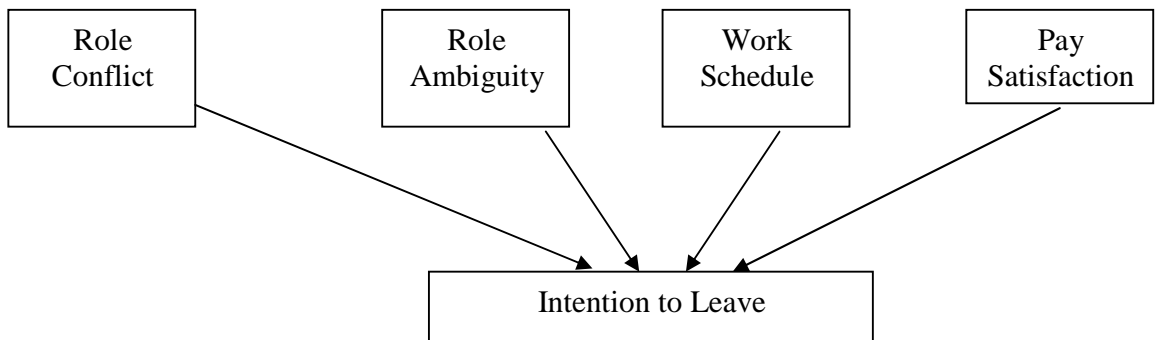 Role
Conflict
Role
Ambiguity
Work
Schedule
Pay
Satisfaction
Intention to Leave